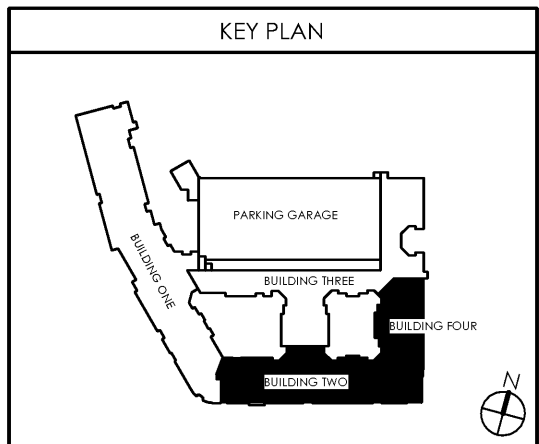 KEY PLAN
PARKING GARAGE
BUILDING ONE
BUILDING THREE
BUILDING FOUR
BUILDING TWO
N